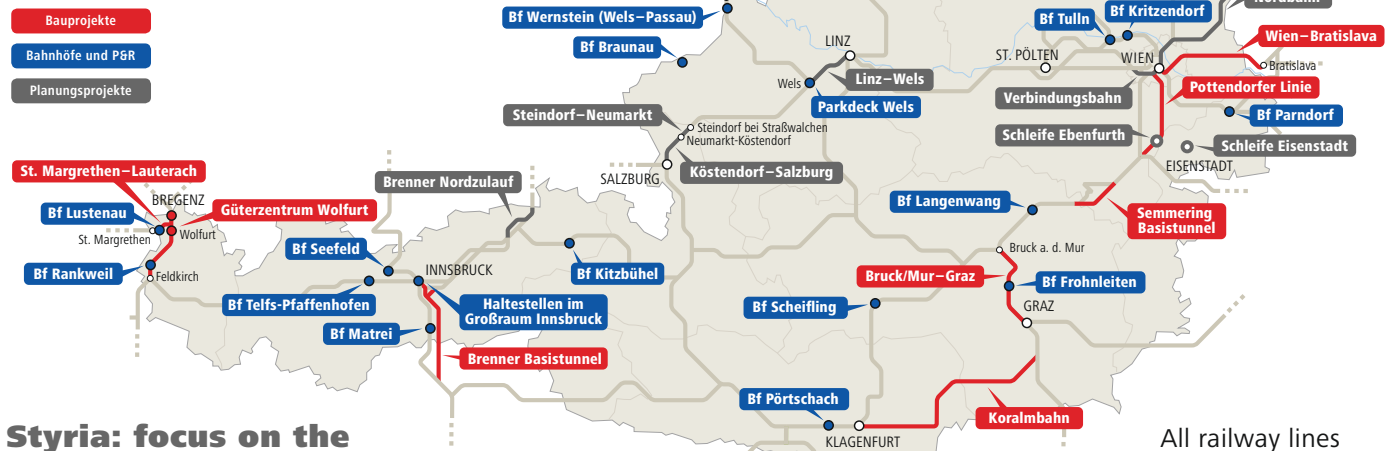 Bauprojekte
Bahnhöfe und P&R
Planungsprojekte
Bf Wernstein (Wels–Passau)
Bf Braunau
LINZ
Wels
Linz–Wels
Parkdeck Wels
ST. PÖLTEN
Bf Tulln
Bf Kritzendorf
WIEN
Wien–Bratislava
Bratislava
Verbindungsbahn
Pottendorfer Linie
Bf Parndorf
Schleife Ebenfurth
Schleife Eisenstadt
EISENSTADT
Steindorf–Neumarkt
Steindorf bei Straßwalchen
Neumarkt-Köstendorf
SALZBURG
Köstendorf–Salzburg
St. Margrethen–Lauterach
BREGENZ
Bf Lustenau
Güterzentrum Wolfurt
St. Margrethen
Wolfurt
Bf Rankweil
Feldkirch
Brenner Nordzulauf
Bf Seefeld
INNSBRUCK
Bf Kitzbühel
Bf Telfs-Pfaffenhofen
Haltestellen im
Großraum Innsbruck
Bf Matrei
Brenner Basistunnel
Bf Langenwang
Semmering
Basistunnel
Bruck a. d. Mur
Bruck/Mur–Graz
Bf Frohnleiten
Bf Scheifling
GRAZ
Bf Pörtschach
KLAGENFURT
Koralmbahn
Styria: focus on the
All railway lines